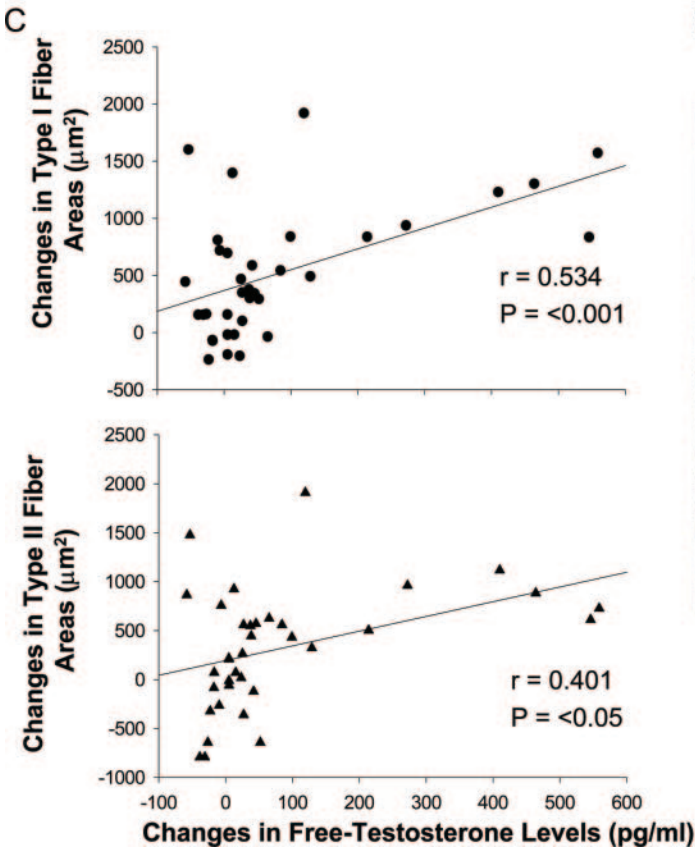 C
2500
2000
1500
1000
500
0
-500
Changes in Type I Fiber
Areas (μm²)
r = 0.534
P = <0.001
2500
2000
1500
1000
500
0
-500
-1000
Changes in Type II Fiber
Areas (μm²)
r = 0.401
P = <0.05
-100 0 100 200 300 400 500 600
Changes in Free-Testosterone Levels (pg/ml)